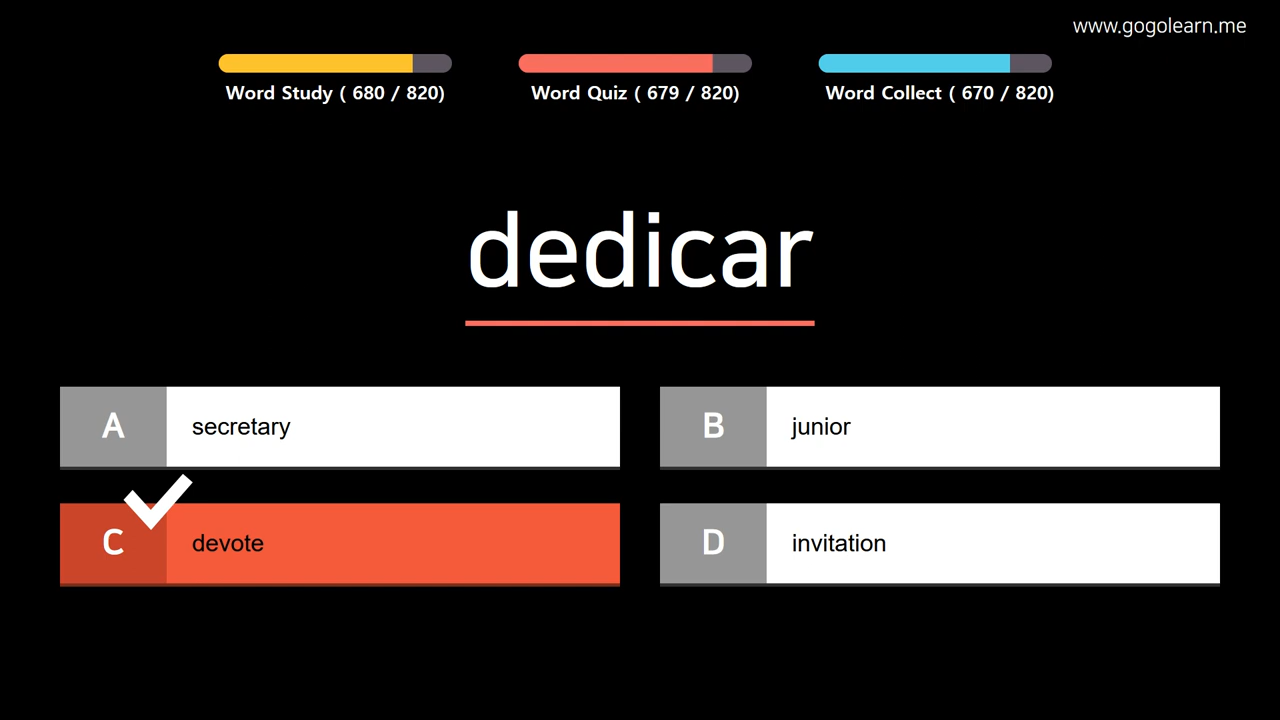 www.gogolearn.me
Word Study ( 680 / 820)
Word Quiz ( 679 / 820)
Word Collect ( 670 / 820)
dedicar
A
secretary
B
junior
C
devote
D
invitation